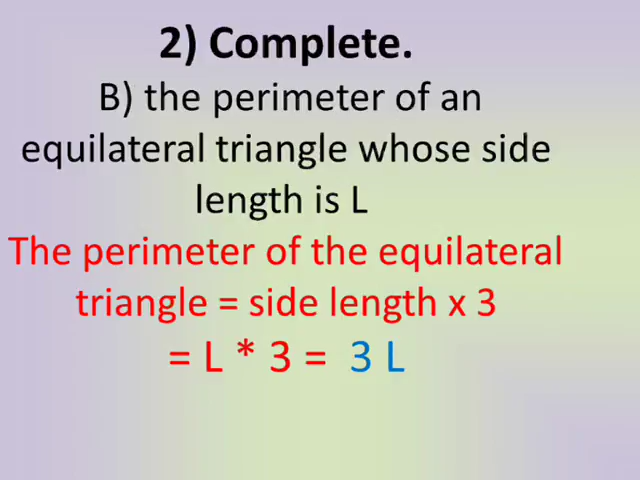 2) Complete.
B) the perimeter of an
equilateral triangle whose side
length is L
The perimeter of the equilateral
triangle = side length x 3
= L * 3 = 3 L